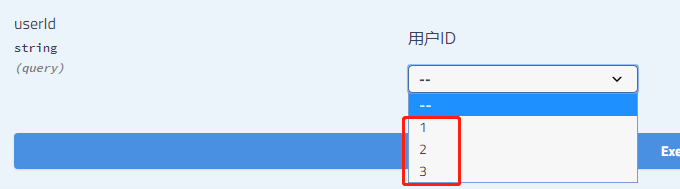 userId
string
(query)
用户ID
--
--
1
2
3
Exe